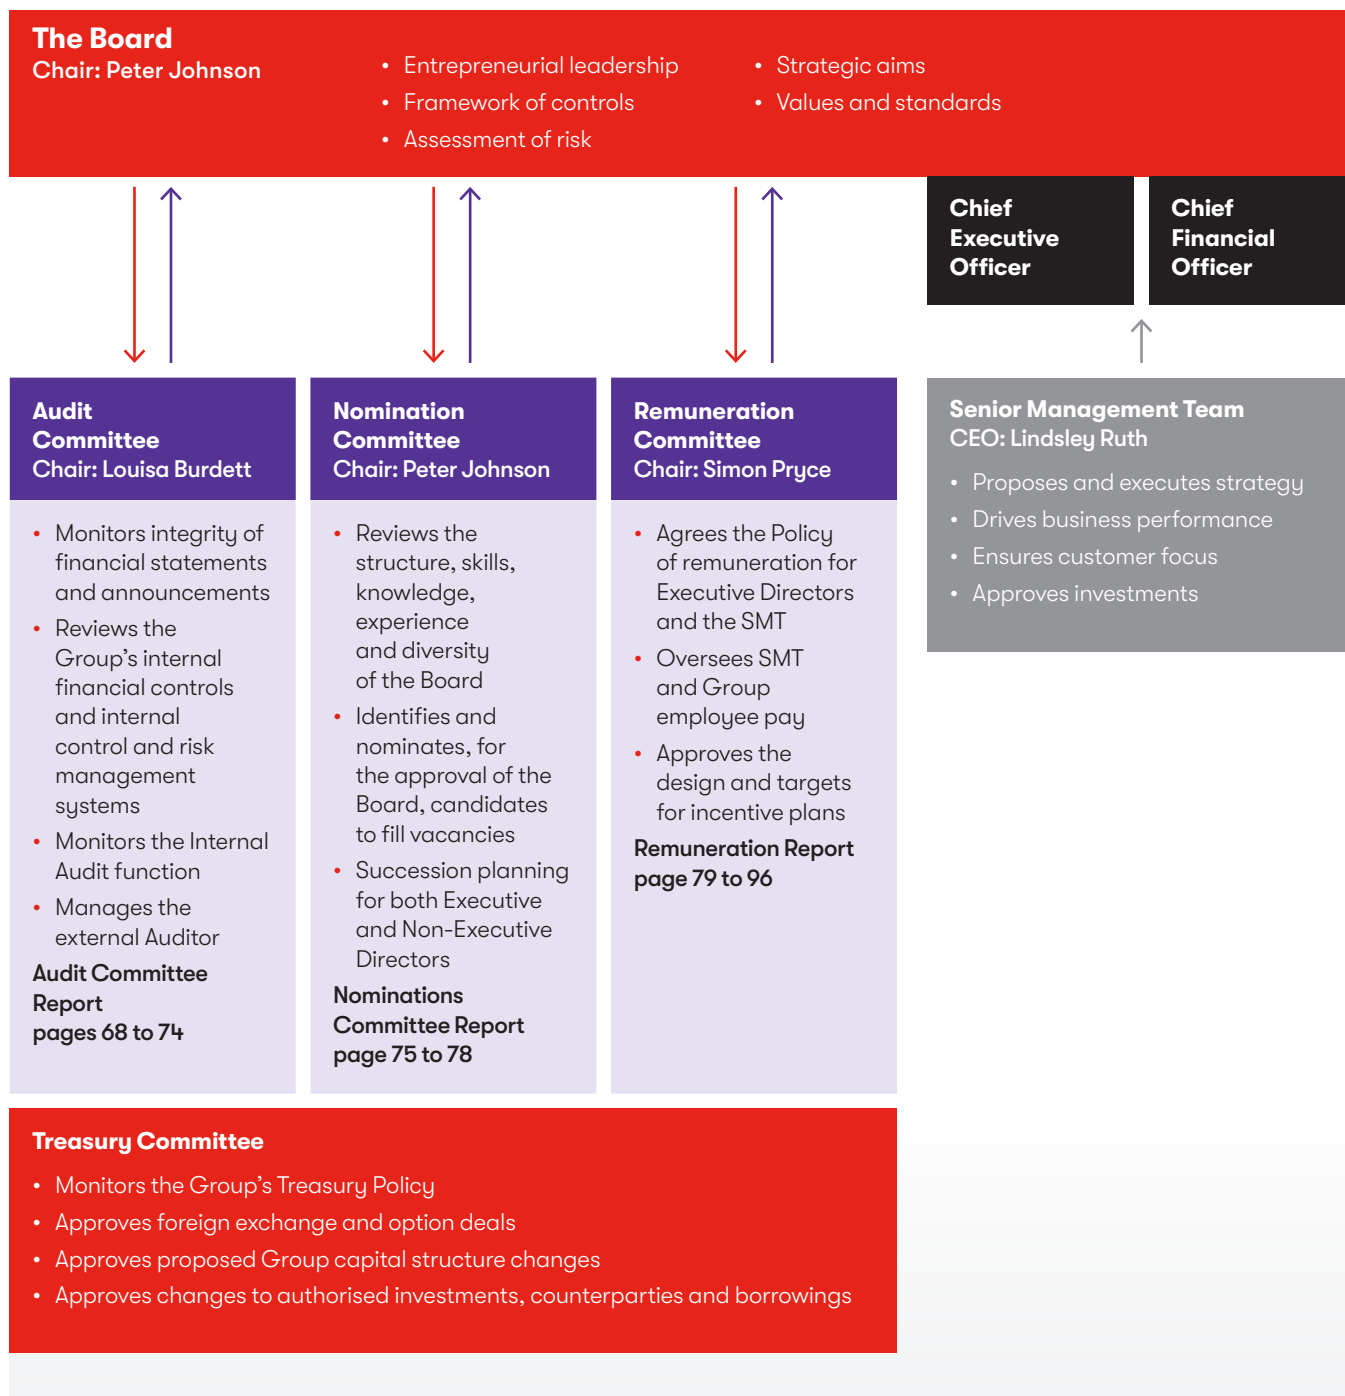 The Board
Chair: Peter Johnson
• Entrepreneurial leadership
• Framework of controls
• Assessment of risk
• Strategic aims
• Values and standards
Chief
Executive
Officer
Chief
Financial
Officer
Audit
Committee
Chair: Louisa Burdett
• Monitors integrity of
financial statements
and announcements
• Reviews the
Group’s internal
financial controls
and internal
control and risk
management
systems
• Monitors the Internal
Audit function
• Manages the
external Auditor
Audit Committee
Report
pages 68 to 74
Nomination
Committee
Chair: Peter Johnson
• Reviews the
structure, skills,
knowledge,
experience
and diversity
of the Board
• Identifies and
nominates, for
the approval of the
Board, candidates
to fill vacancies
• Succession planning
for both Executive
and Non-Executive
Directors
Nominations
Committee Report
page 75 to 78
Remuneration
Committee
Chair: Simon Pryce
• Agrees the Policy
of remuneration for
Executive Directors
and the SMT
• Oversees SMT
and Group
employee pay
• Approves the
design and targets
for incentive plans
Remuneration Report
page 79 to 96
Senior Management Team
CEO: Lindsley Ruth
• Proposes and executes strategy
• Drives business performance
• Ensures customer focus
• Approves investments
Treasury Committee
• Monitors the Group’s Treasury Policy
• Approves foreign exchange and option deals
• Approves proposed Group capital structure changes
• Approves changes to authorised investments, counterparties and borrowings